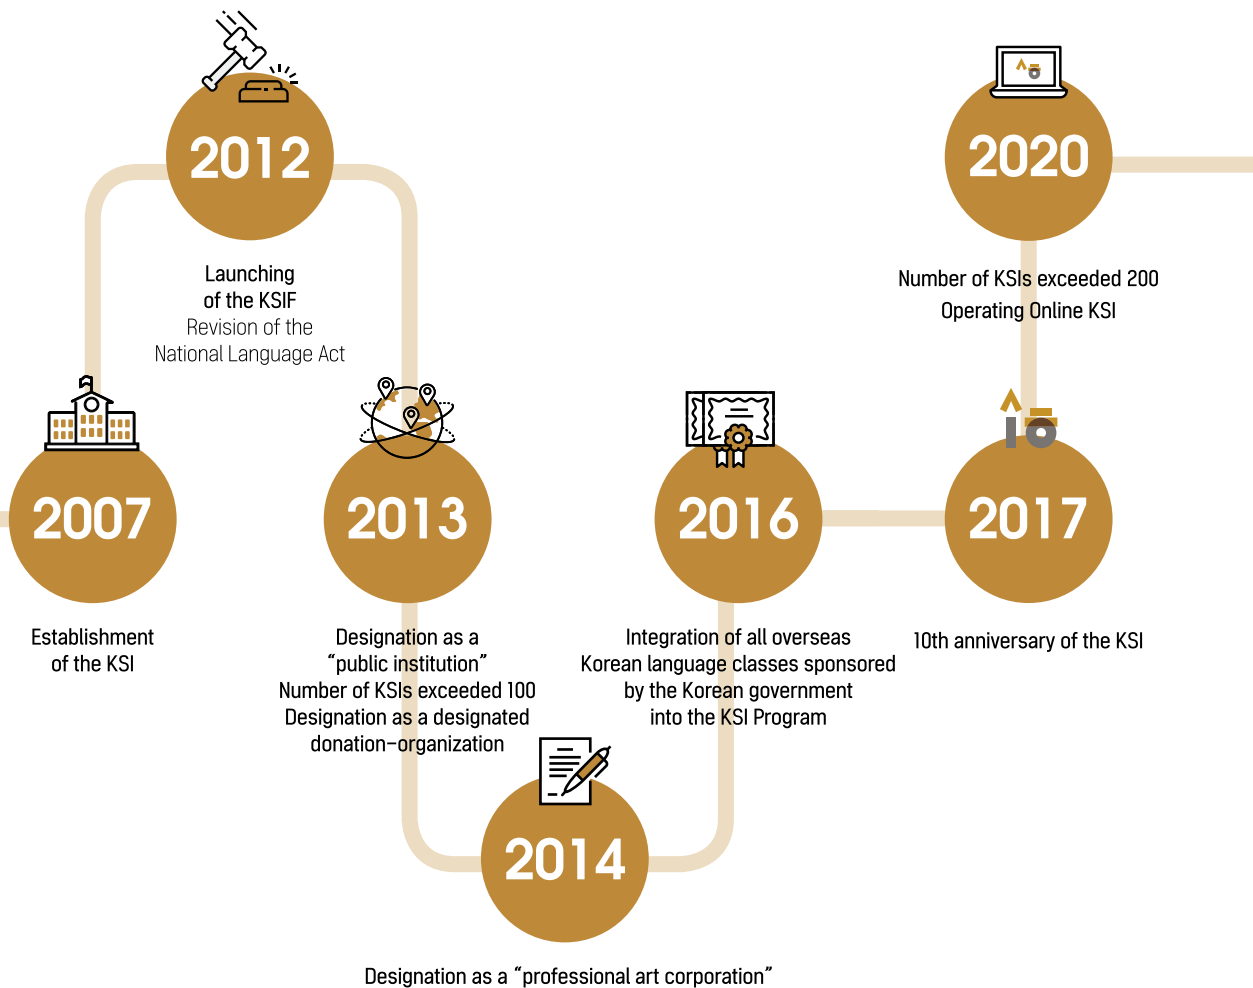 2012
Launching
of the KSIF
Revision of the
National Language Act
2007
Establishment
of the KSI
2013
Designation as a
“public institution”
Number of KSIs exceeded 100
Designation as a designated
donation–organization
2014
Designation as a “professional art corporation”
2016
Integration of all overseas
Korean language classes sponsored
by the Korean government
into the KSI Program
2017
10th anniversary of the KSI
2020
Number of KSIs exceeded 200
Operating Online KSI